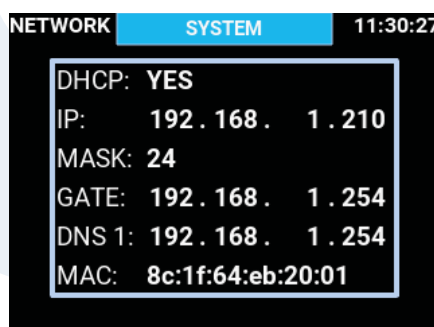 NETWORK SYSTEM 11:30:27
DHCP: YES
IP: 192 . 168 . 1 . 210
MASK: 24
GATE: 192 . 168 . 1 . 254
DNS 1: 192 . 168 . 1 . 254
MAC: 8c:1f:64:eb:20:01